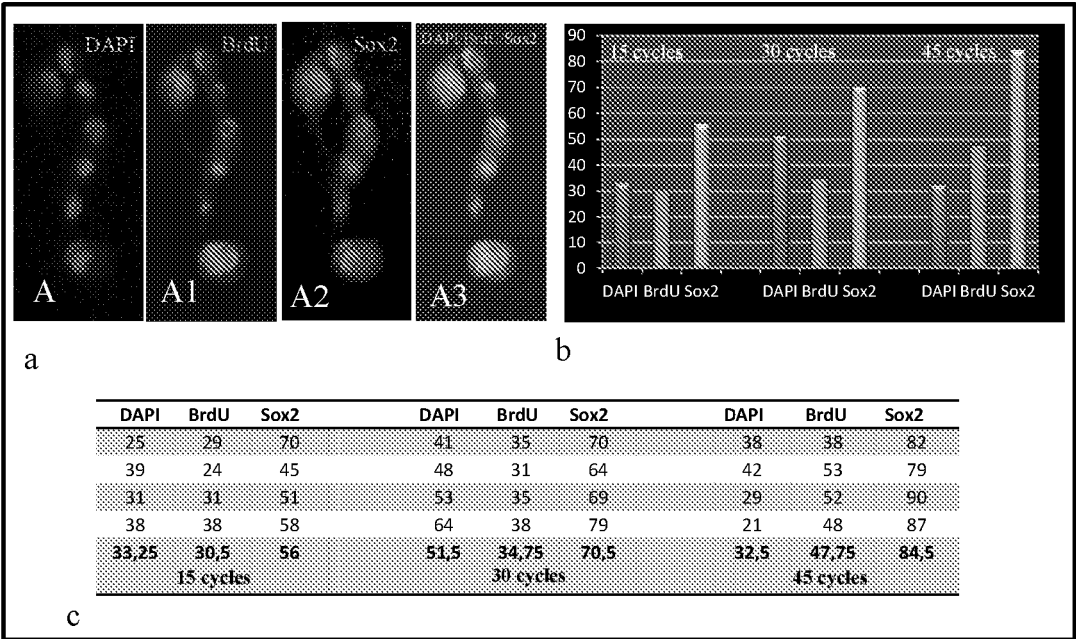 DAPI BrdU Sox2 DAPI BrdU Sox2
A A1 A2 A3
a
90
80
70
60
50
40
30
20
10
0
15 cycles 30 cycles 45 cycles
DAPI BrdU Sox2 DAPI BrdU Sox2 DAPI BrdU Sox2
b
DAPI BrdU Sox2 DAPI BrdU Sox2 DAPI BrdU Sox2
25 29 70 41 35 70 38 38 82
39 24 45 48 31 64 42 53 79
31 31 51 53 35 69 29 52 90
38 38 58 64 38 79 21 48 87
33,25 30,5 56 51,5 34,75 70,5 32,5 47,75 84,5
15 cycles 30 cycles 45 cycles
c